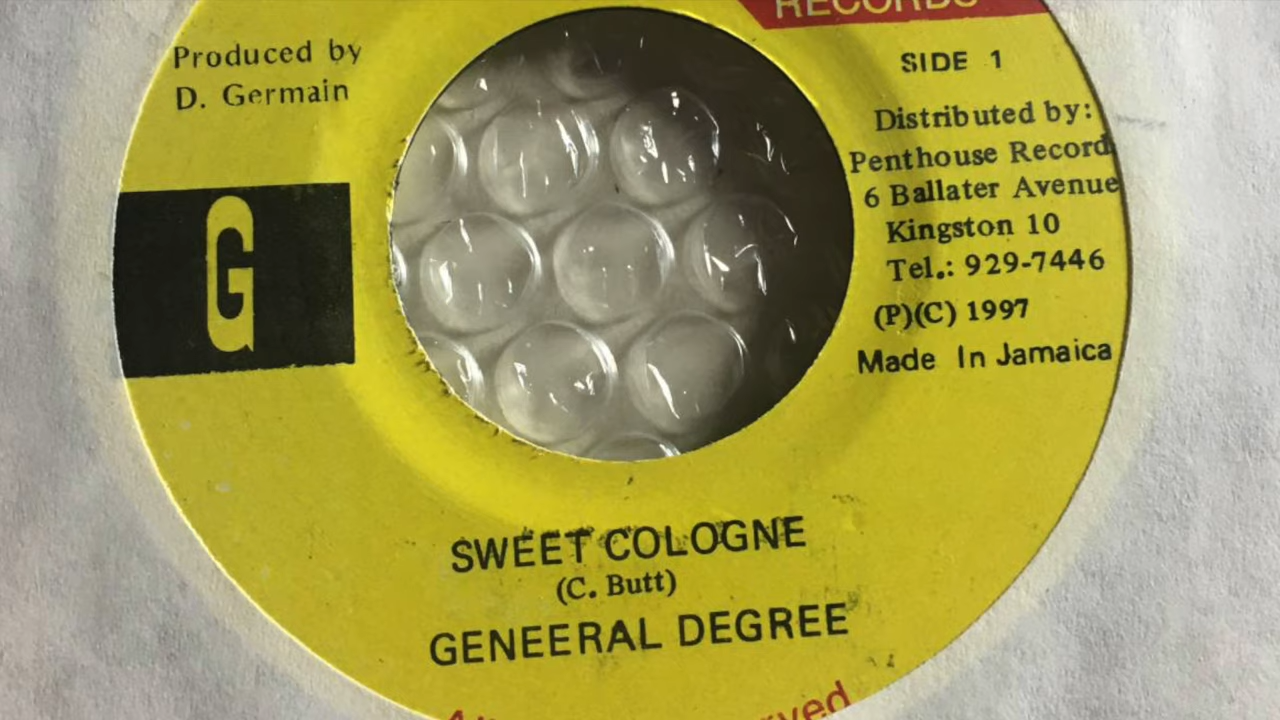 RECORDS
Produced by
D. Germain
G
SIDE 1
Distributed by:
Penthouse Record
6 Ballater Avenue
Kingston 10
Tel.: 929-7446
(P)(C) 1997
Made In Jamaica
SWEET COLOGNE
(C. Butt)
GENEERAL DEGREE